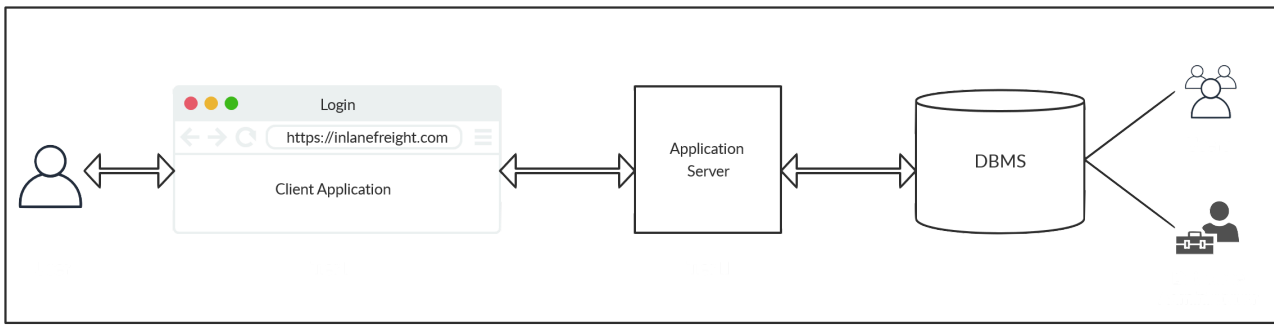 Login
https://inlanefreight.com
Client Application
Application
Server
DBMS